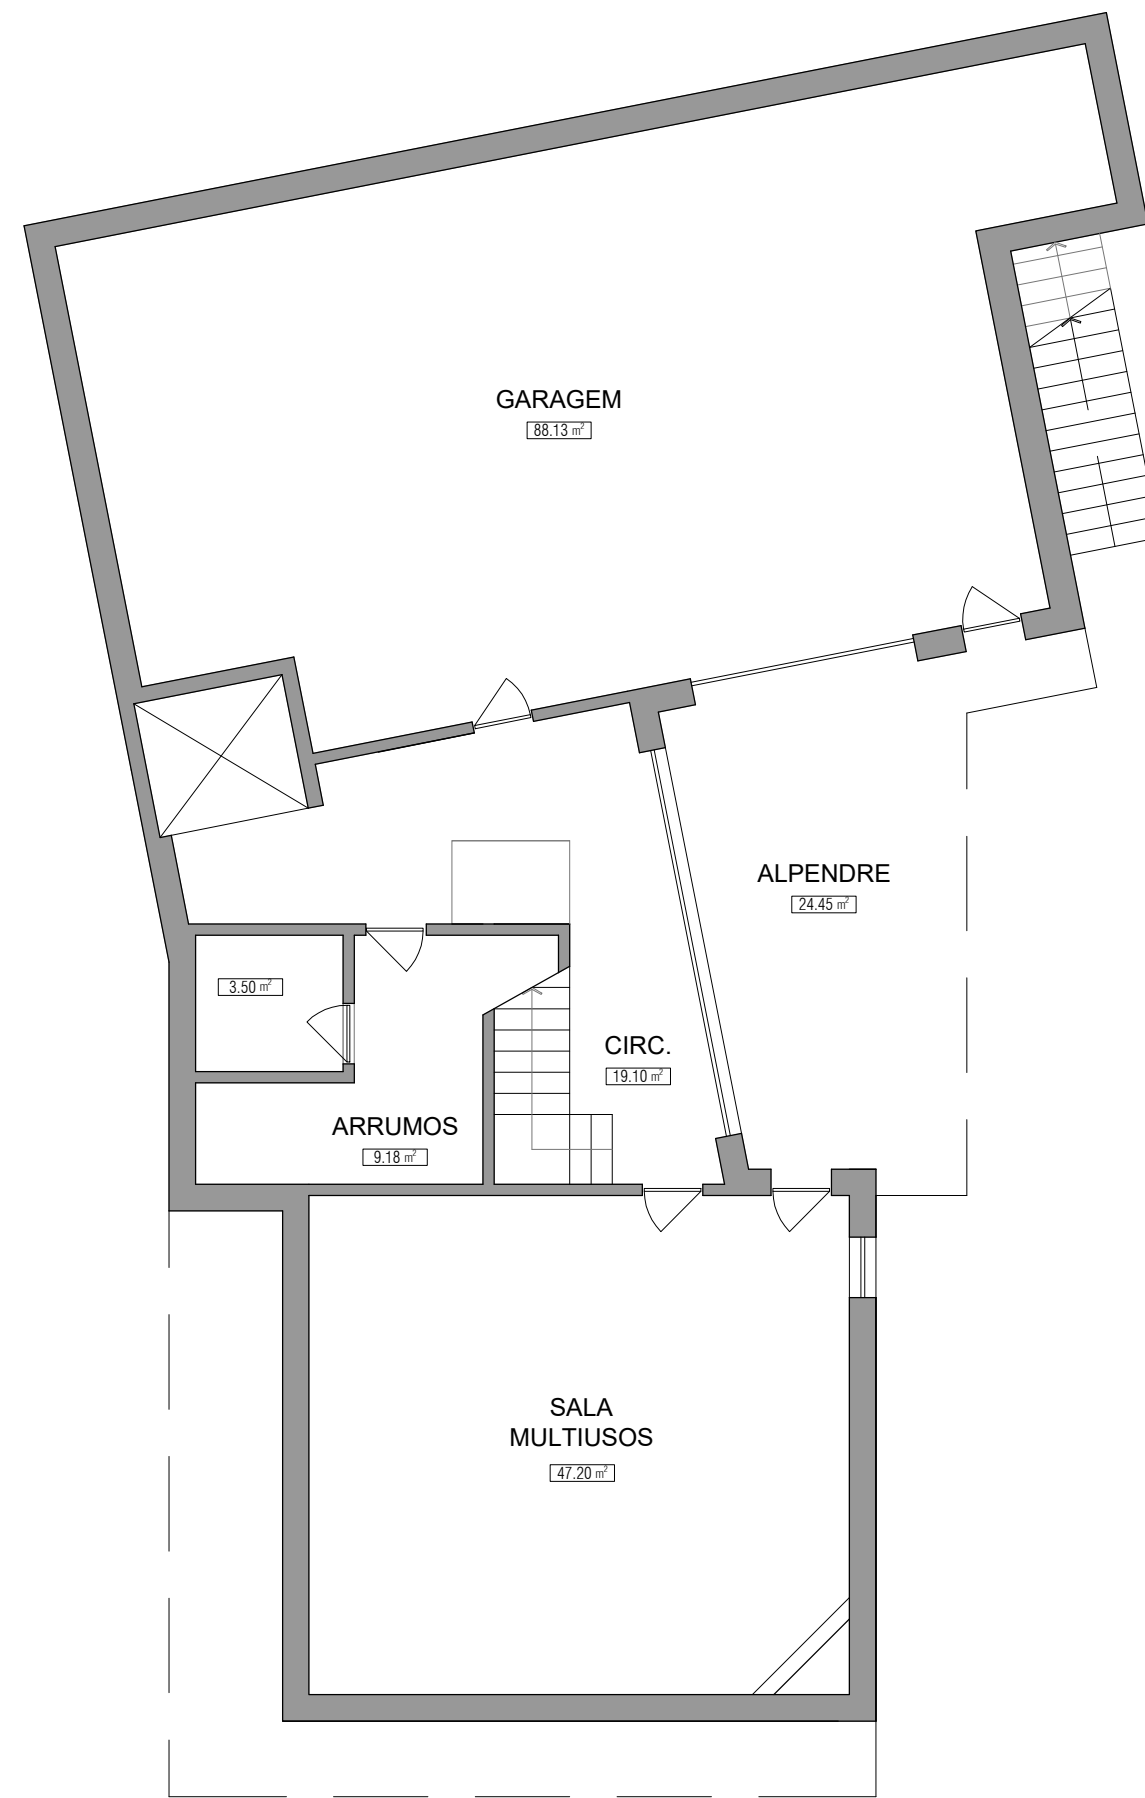 GARAGEM
88.13 m²
ALPENDRE
24.45 m²
3.50 m²
CIRC.
19.10 m²
ARRUMOS
9.18 m²
SALA
MULTIUSOS
47.20 m²